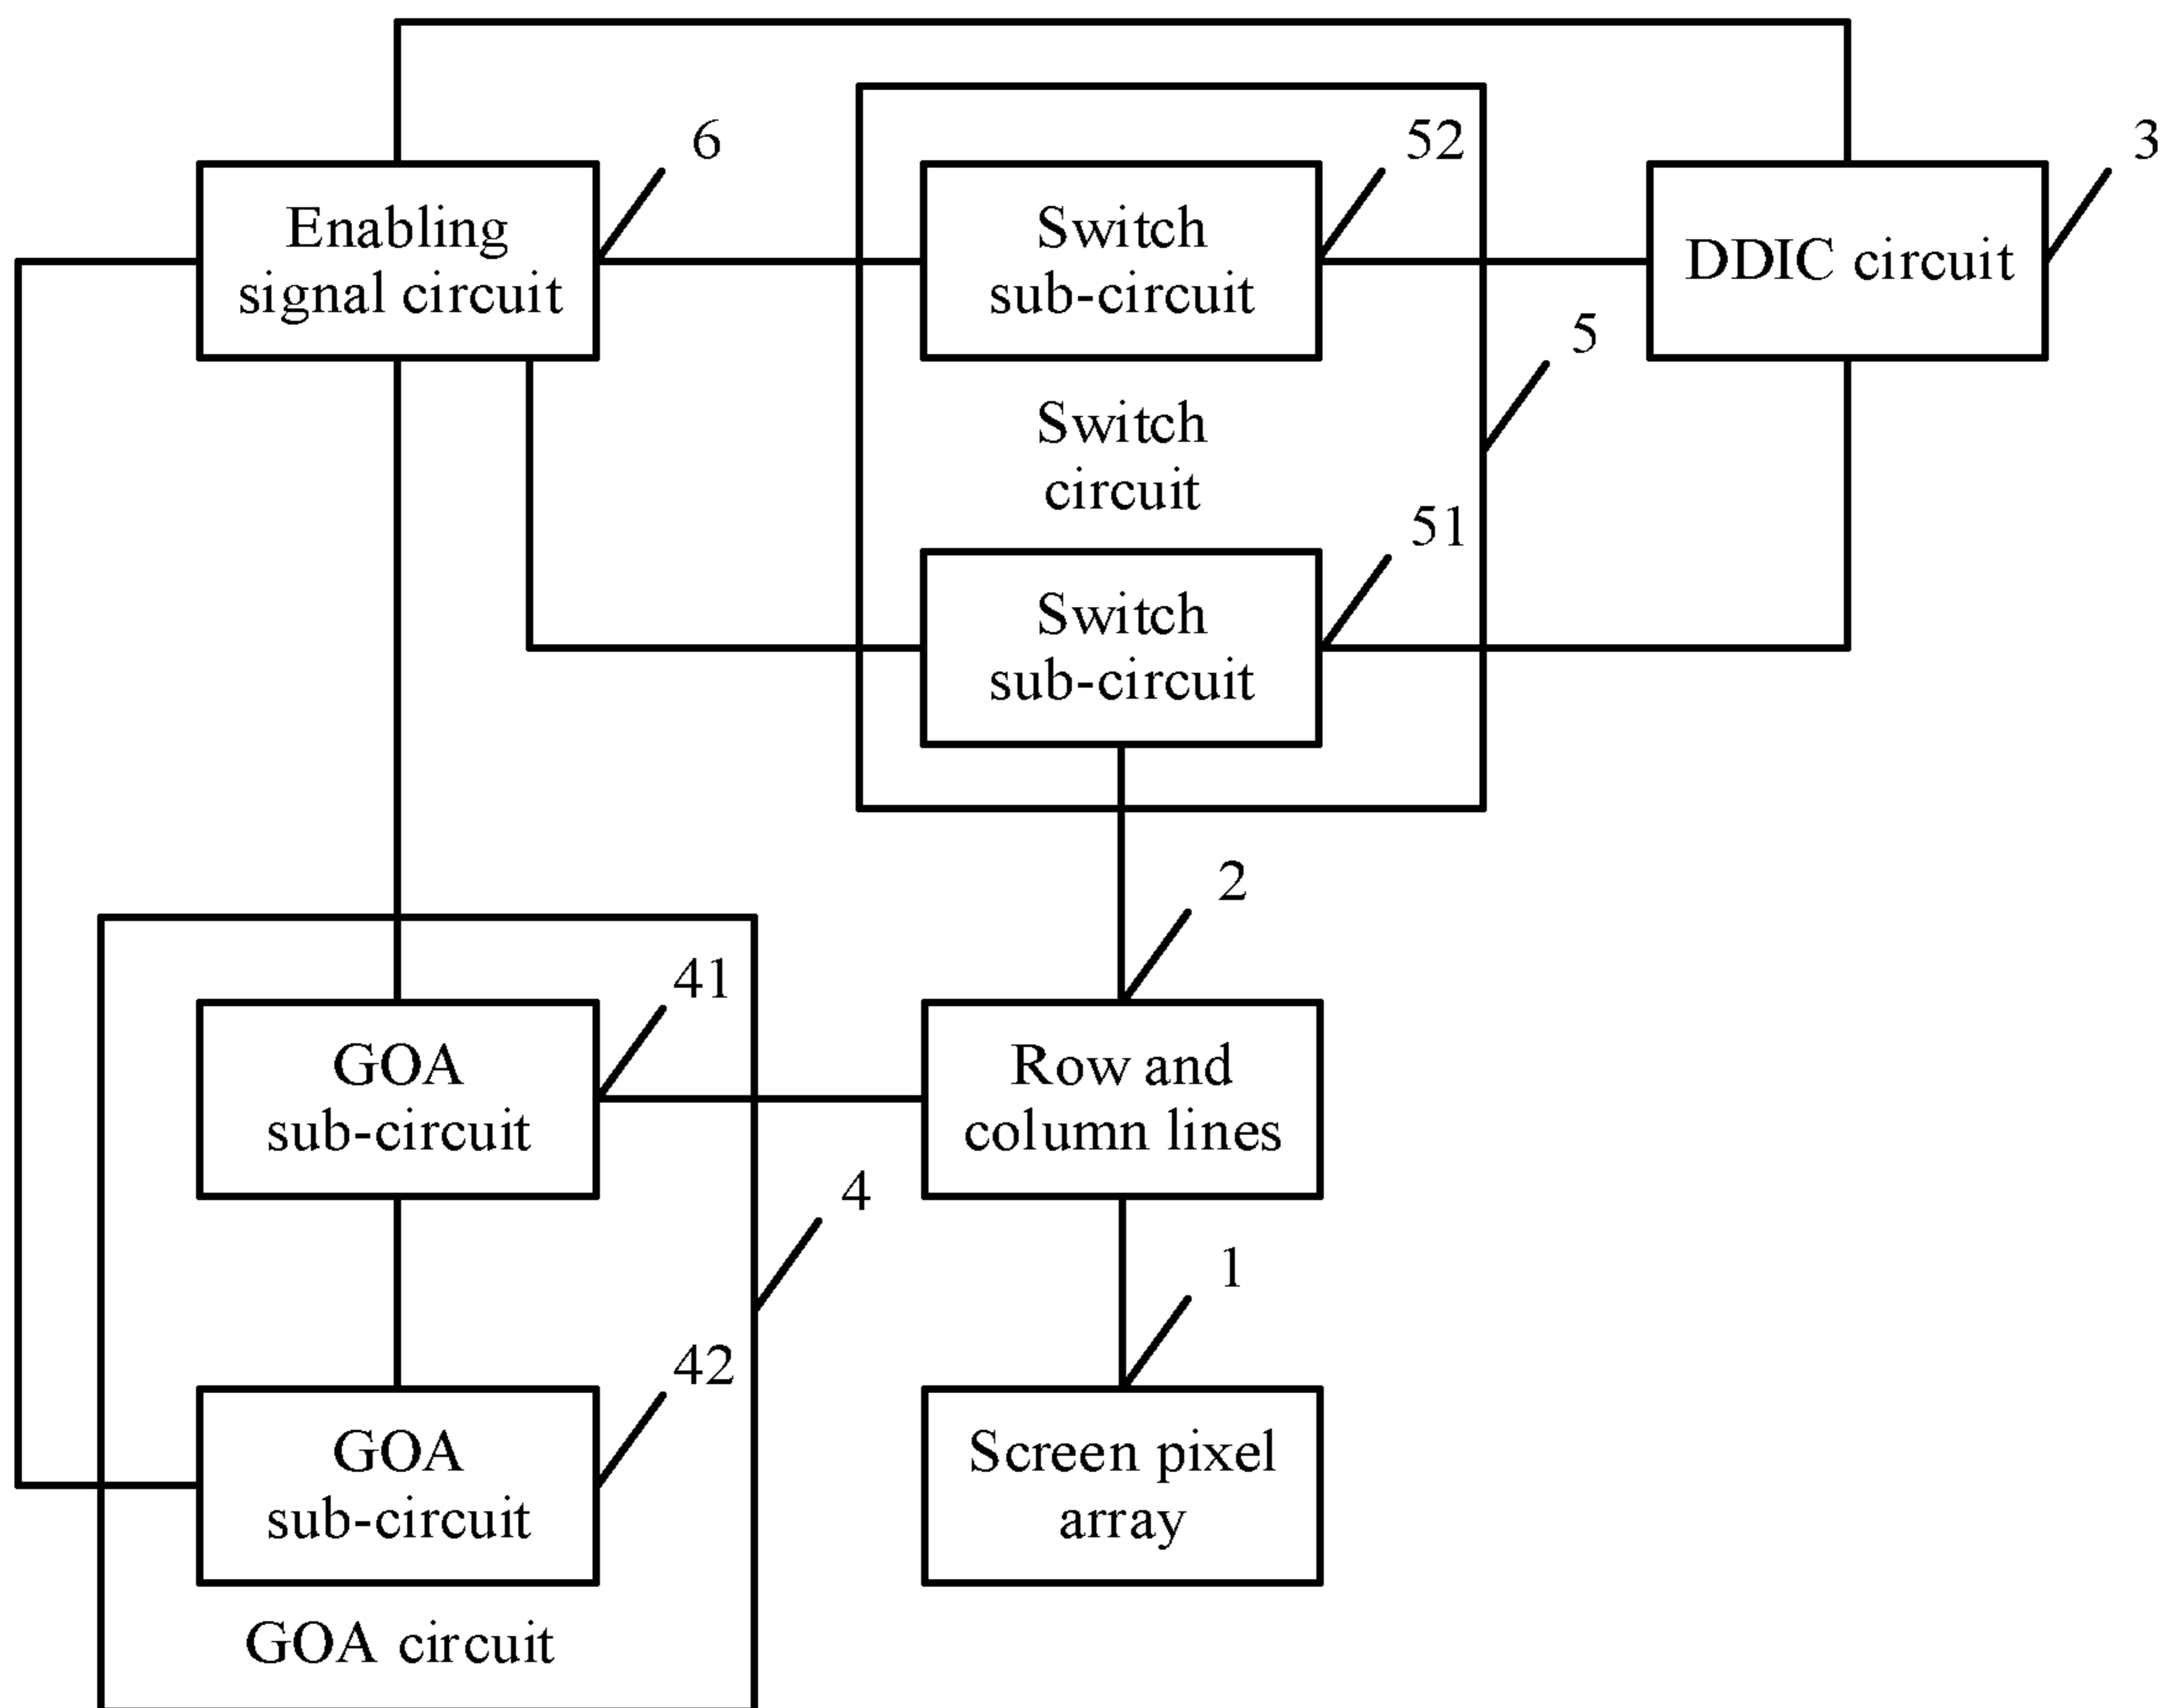 6
52
3
Enabling
signal circuit
Switch
sub-circuit
DDIC circuit
5
Switch
circuit
51
Switch
sub-circuit
2
41
GOA
sub-circuit
Row and
column lines
4
1
42
GOA
sub-circuit
Screen pixel
array
GOA circuit